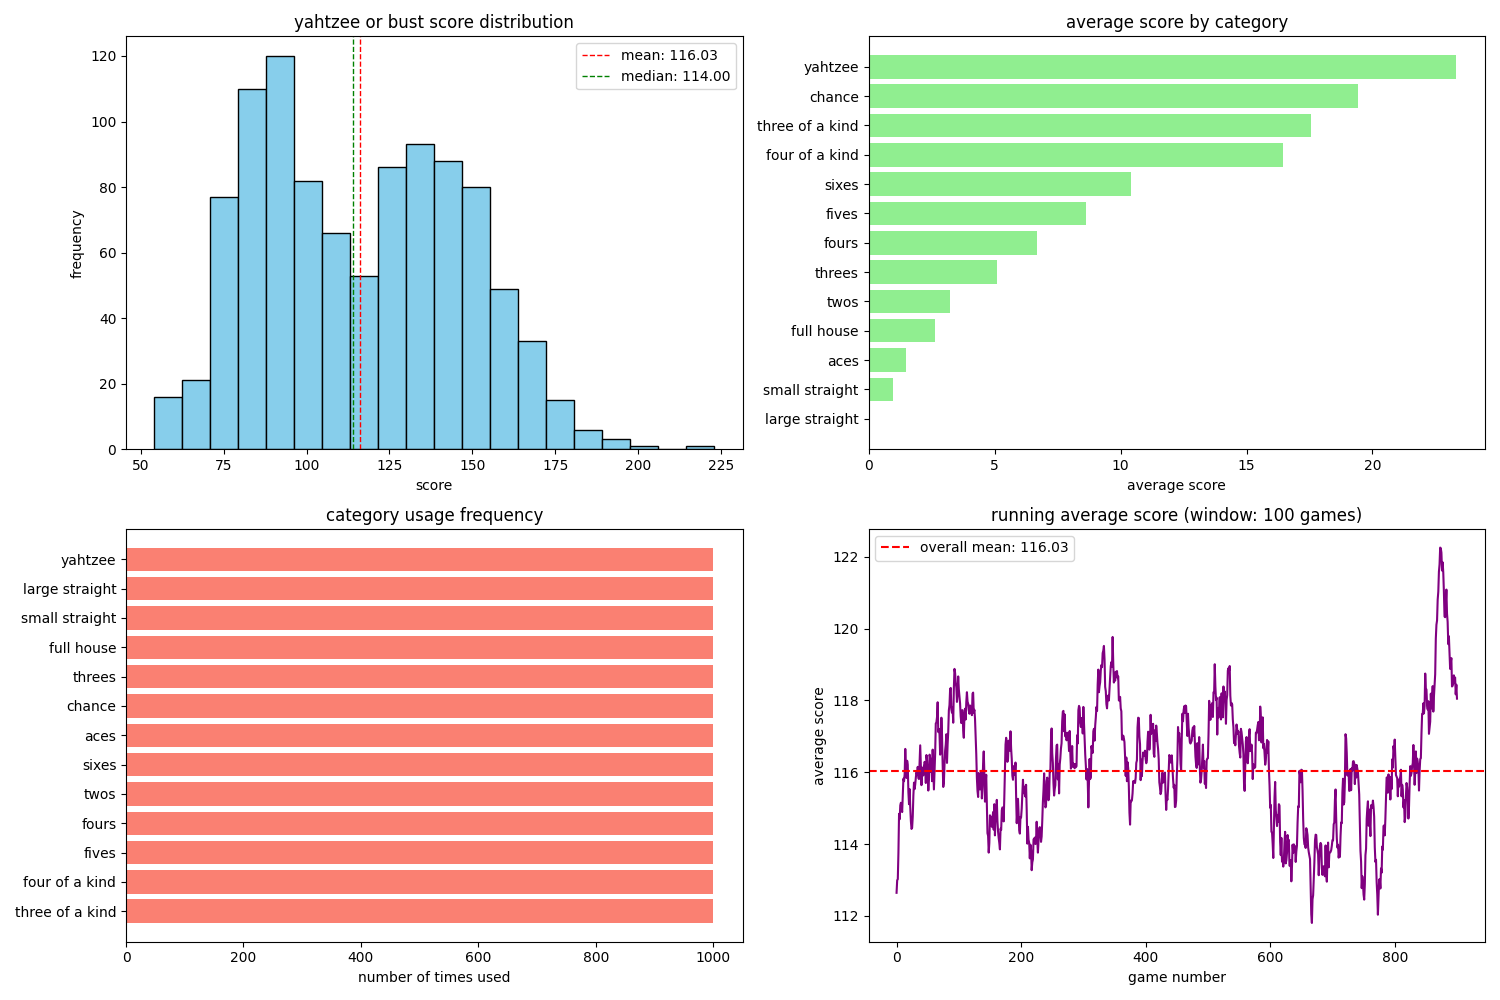 yahtzee or bust score distribution
120
100
80
60
40
20
0
frequency
mean: 116.03
median: 114.00
50 75 100 125 150 175 200 225
score
average score by category
yahtzee
chance
three of a kind
four of a kind
sixes
fives
fours
threes
twos
full house
aces
small straight
large straight
0 5 10 15 20
average score
category usage frequency
yahtzee
large straight
small straight
full house
threes
chance
aces
sixes
twos
fours
fives
four of a kind
three of a kind
0 200 400 600 800 1000
number of times used
running average score (window: 100 games)
overall mean: 116.03
122
120
118
116
114
112
average score
0 200 400 600 800
game number